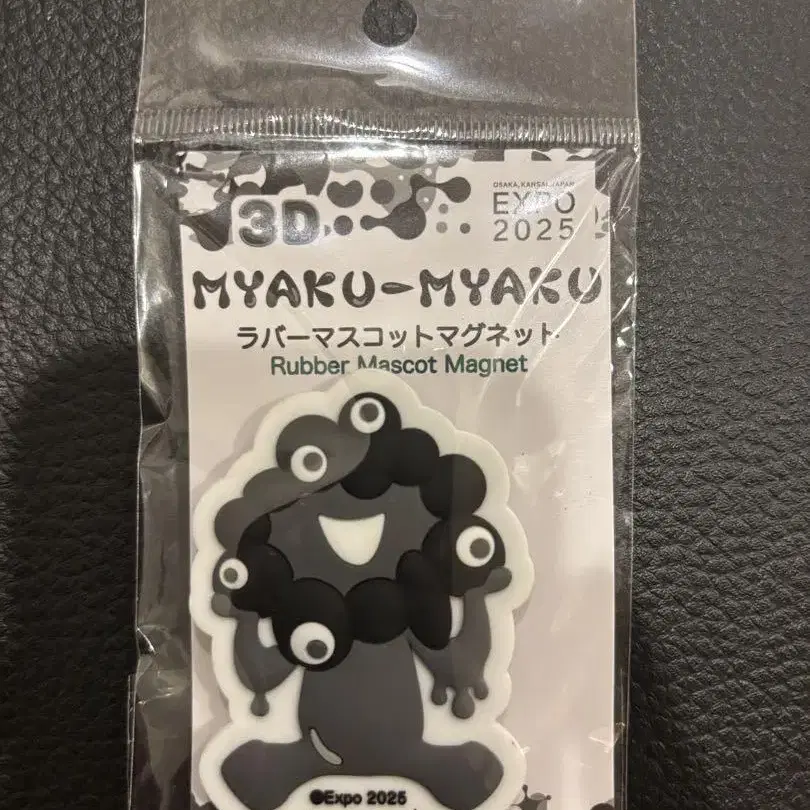 OSAKA, KANSAI, JAPAN
EXPO
2025
3D
MYAKU-MYAKU
ラバーマスコットマグネット
Rubber Mascot Magnet
©Expo 2025